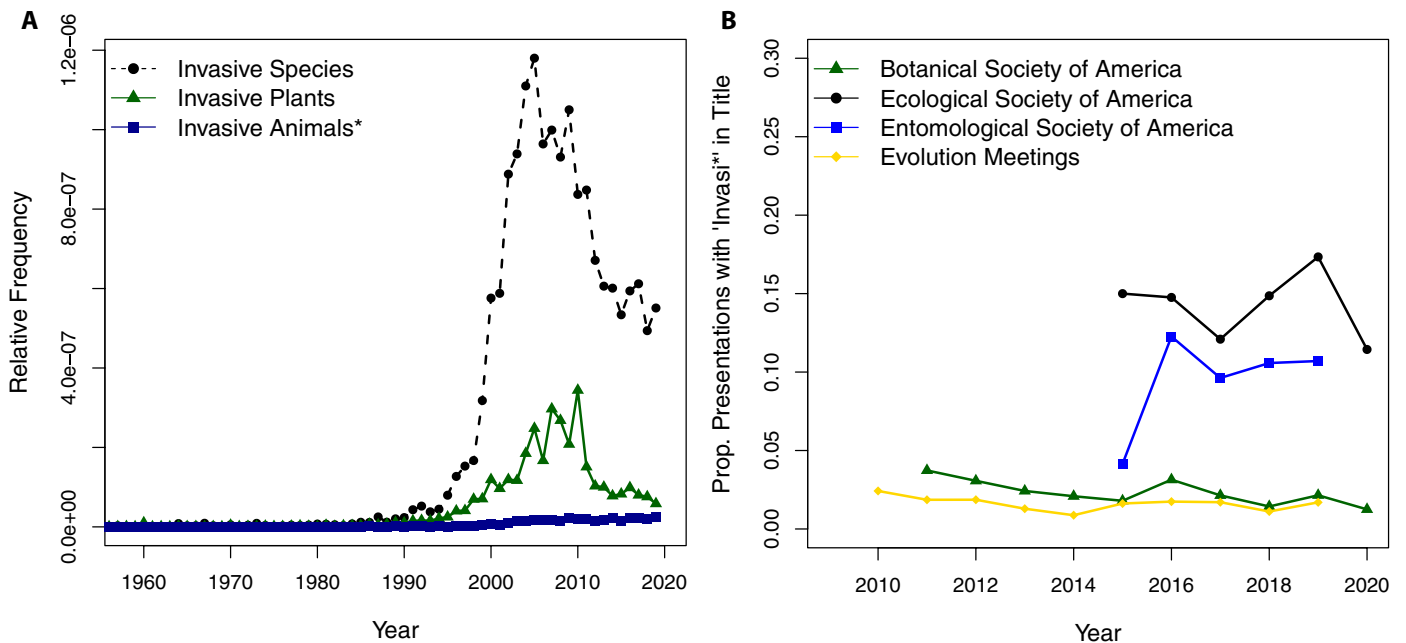 A
Relative Frequency
1.2e−06
8.0e−07
4.0e−07
0.0e+00
Invasive Species
Invasive Plants
Invasive Animals*
1960 1970 1980 1990 2000 2010 2020
Year
B
Prop. Presentations with 'Invasi*' in Title
0.30
0.25
0.20
0.15
0.10
0.05
0.00
Botanical Society of America
Ecological Society of America
Entomological Society of America
Evolution Meetings
2010 2012 2014 2016 2018 2020
Year